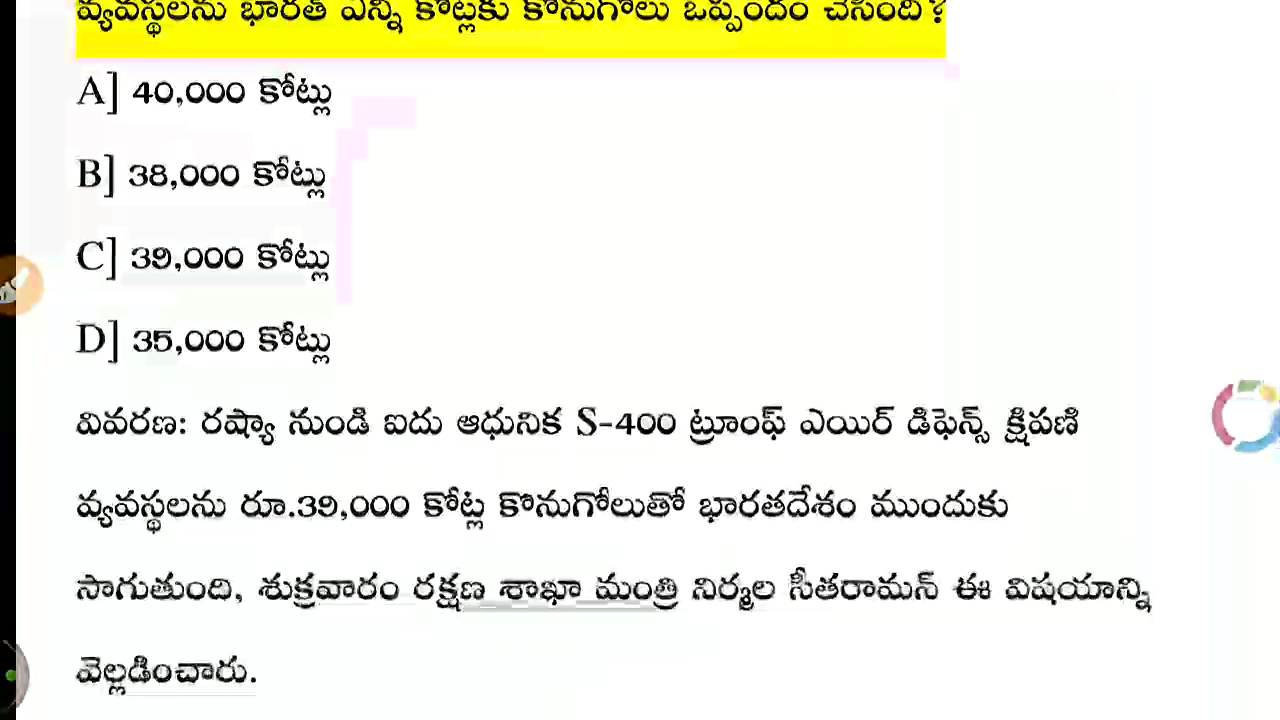 వ్యవస్థలను భారత ఎన్ని కోట్లకు కొనుగోలు ఒప్పందం చేసింది?
A] 40,000 కోట్లు
B] 38,000 కోట్లు
C] 39,000 కోట్లు
D] 35,000 కోట్లు
వివరణ: రష్యా నుండి ఐదు ఆధునిక S-400 ట్రూంఫ్ ఎయిర్ డిఫెన్స్ క్షిపణి
వ్యవస్థలను రూ.39,000 కోట్ల కొనుగోలుతో భారతదేశం ముందుకు
సాగుతుంది, శుక్రవారం రక్షణ శాఖా మంత్రి నిర్మల సీతరామన్ ఈ విషయాన్ని
వెల్లడించారు.